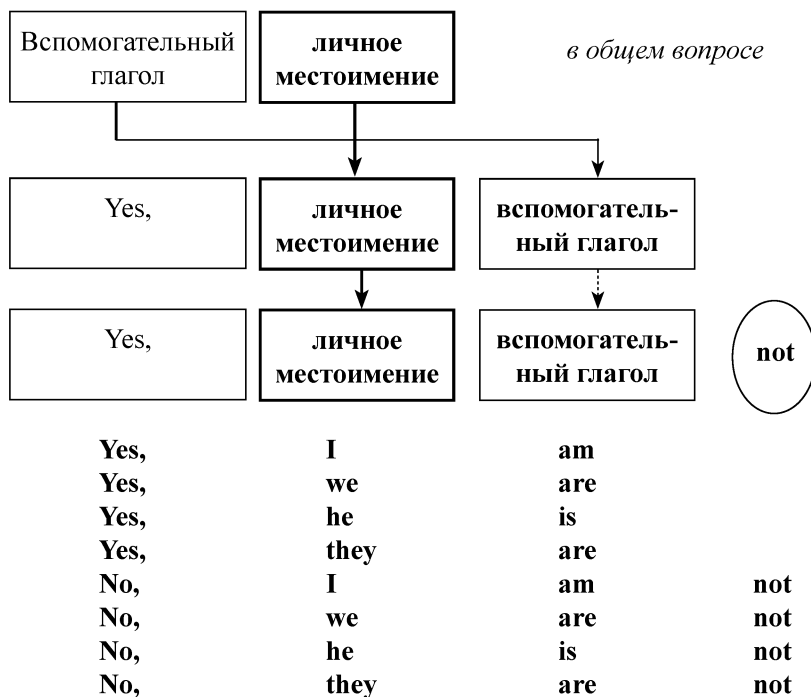 Вспомогательный личное
глагол местоимение в общем вопросе
Yes, личное вспомогатель-
местоимение ный глагол
Yes, личное вспомогатель-
местоимение ный глагол not
Yes, I am
Yes, we are
Yes, he is
Yes, they are
No, I am not
No, we are not
No, he is not
No, they are not